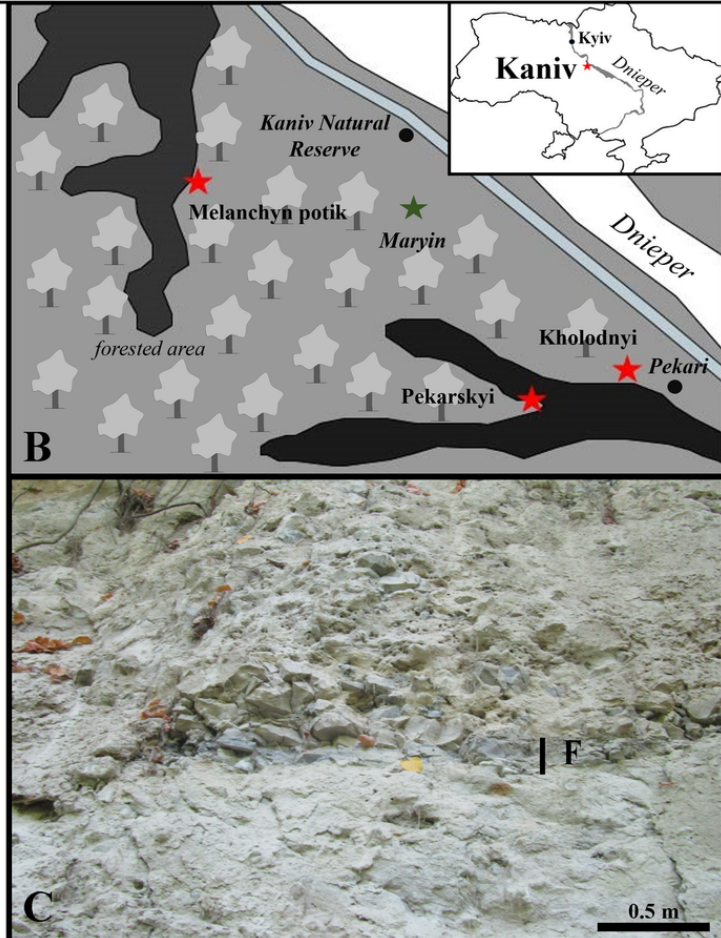 Kyiv
Kaniv
Dnieper
Kaniv Natural
Reserve
Melanchyn potik
Maryin
Dnieper
forested area
Kholodnyi
Pekari
Pekarskyi
B
F
C
0.5 m